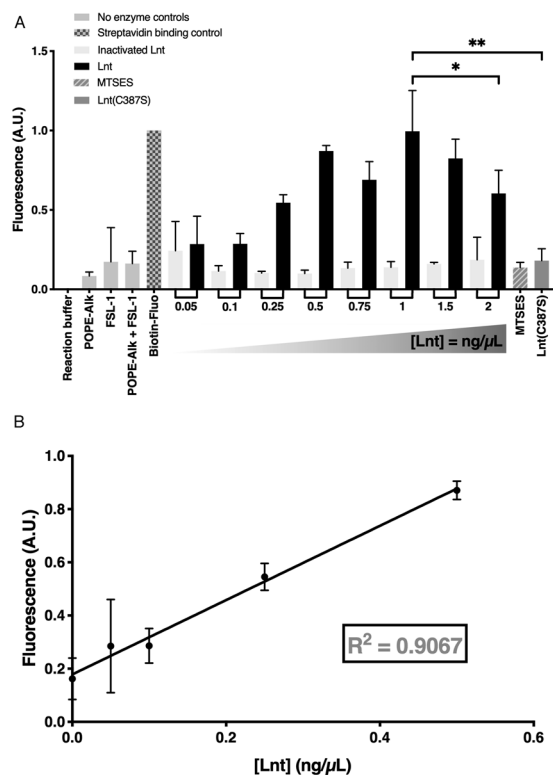 A
No enzyme controls
Streptavidin binding control
Inactivated Lnt
Lnt
MTSES
Lnt(C387S)
**
*
Fluorescence (A.U.)
1.5
1.0
0.5
0.0
0.05 0.1 0.25 0.5 0.75 1 1.5 2
Reaction buffer
POPE-Alk
FSL-1
POPE-Alk + FSL-1
Biotin-Fluo
[Lnt] = ng/µL
MTSES
Lnt(C387S)
B
Fluorescence (A.U.)
1.0
0.8
0.6
0.4
0.2
0.0
R² = 0.9067
0.0 0.2 0.4 0.6
[Lnt] (ng/µL)